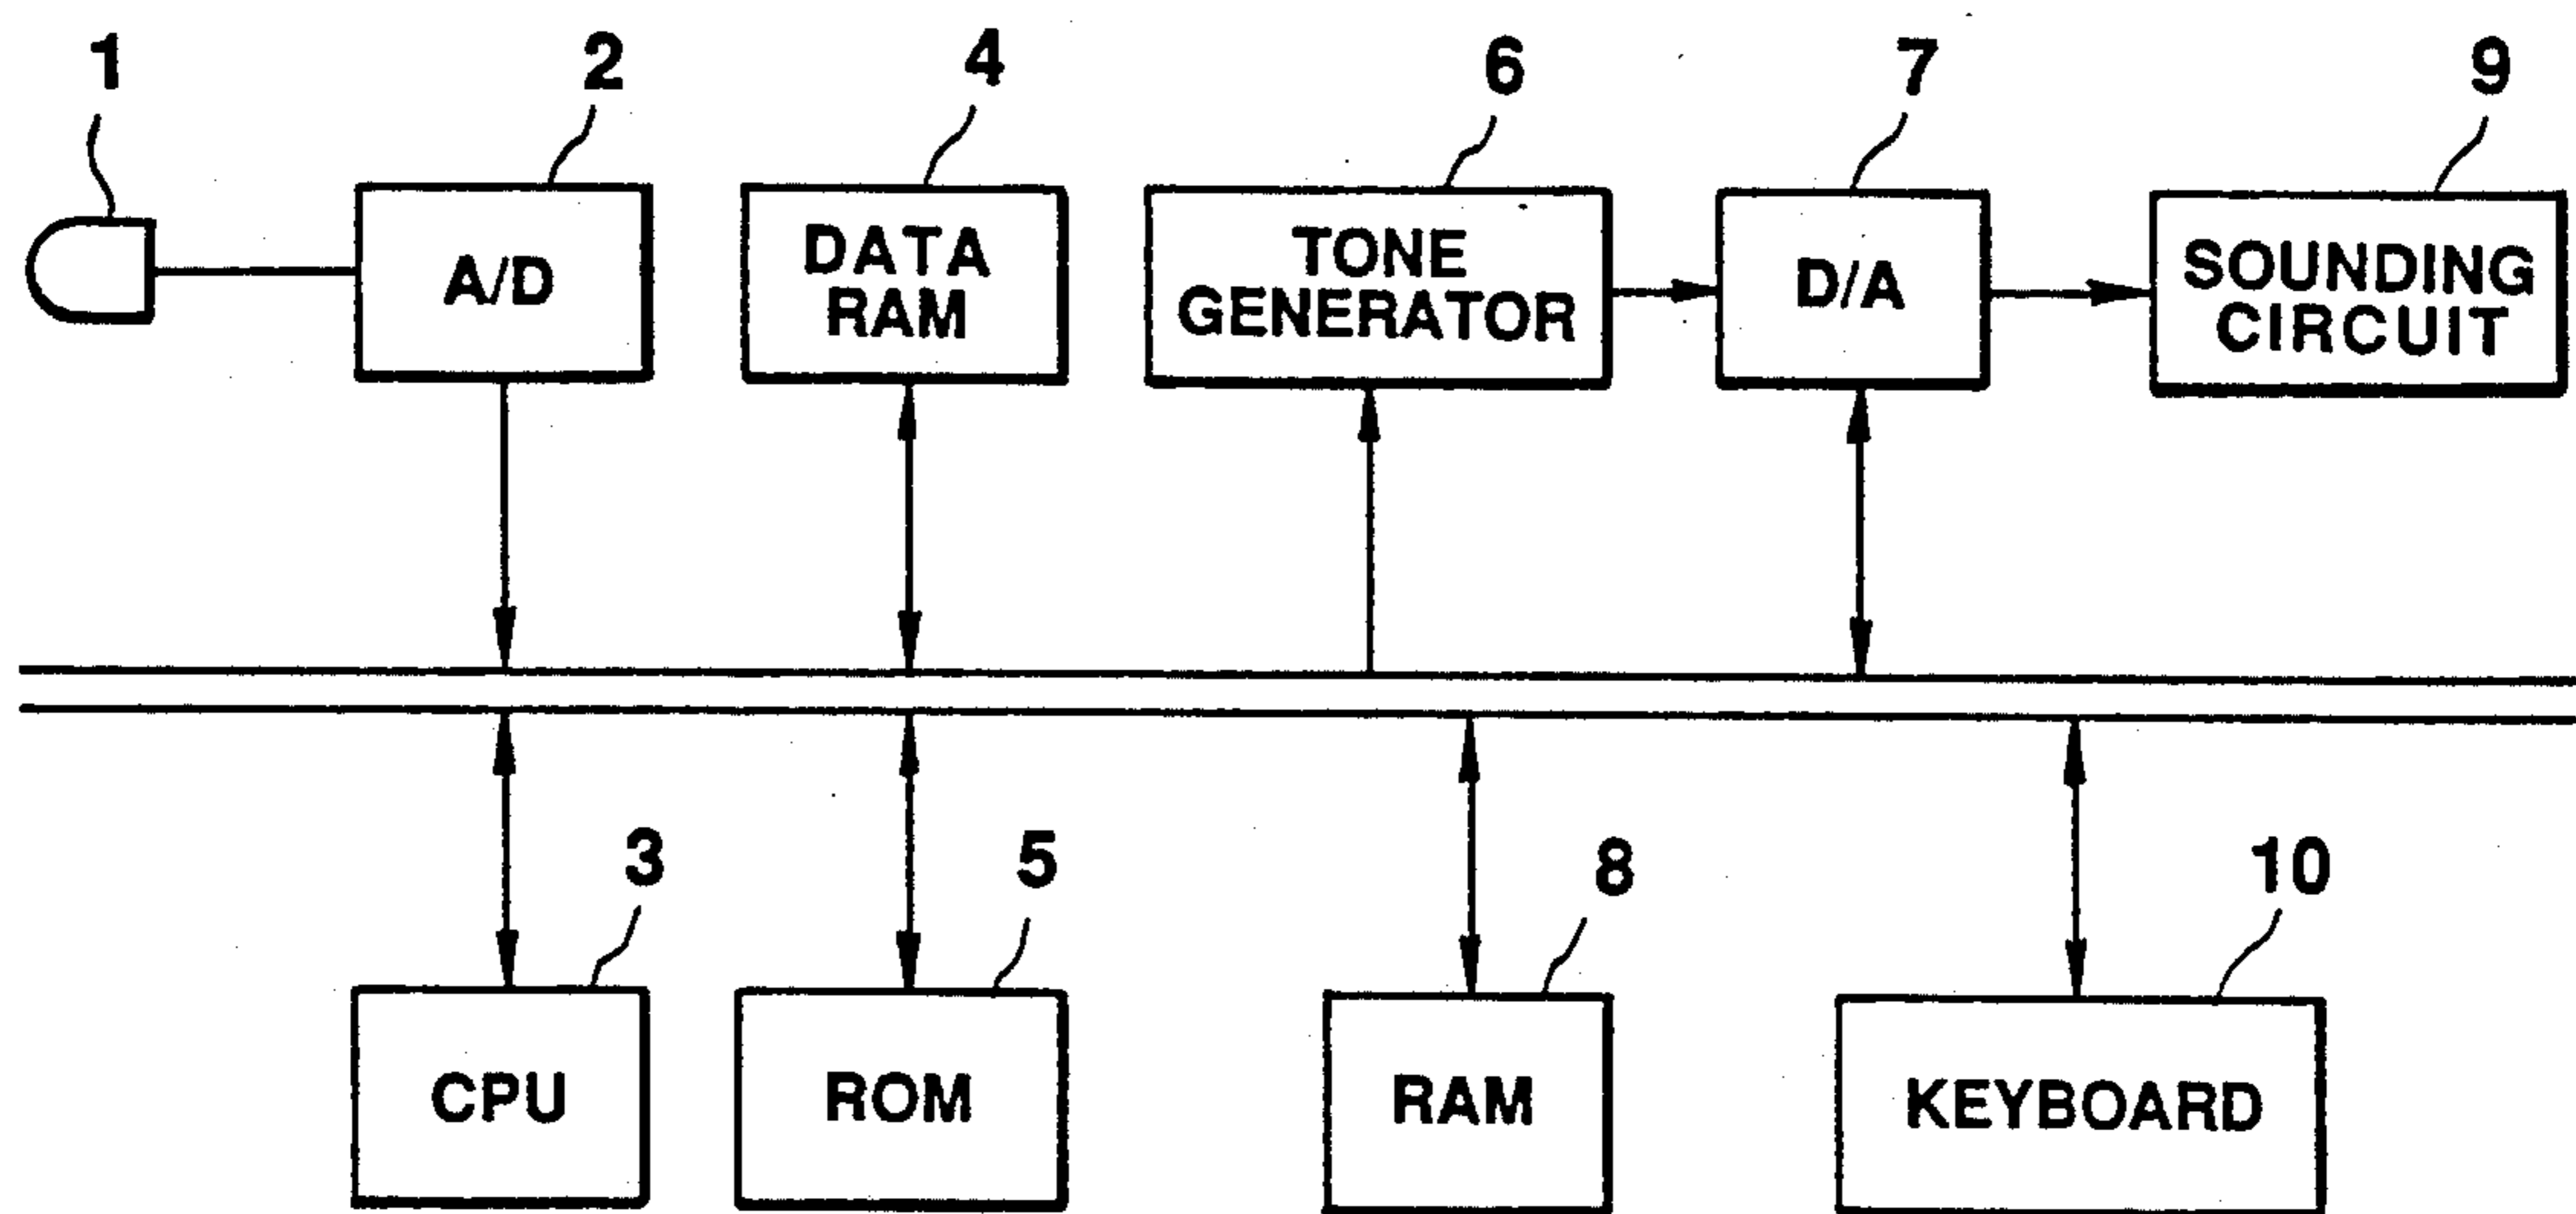 1
2
4
6
7
9
A/D
DATA
RAM
TONE
GENERATOR
D/A
SOUNDING
CIRCUIT
3
5
8
10
CPU
ROM
RAM
KEYBOARD